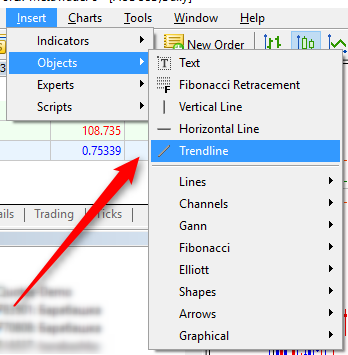 Insert Charts Tools Window Help
Indicators
Objects
Experts
Scripts
New Order
Text
Fibonacci Retracement
Vertical Line
Horizontal Line
Trendline
Lines
Channels
Gann
Fibonacci
Elliott
Shapes
Arrows
Graphical
108.735
0.75339
Trading Ticks